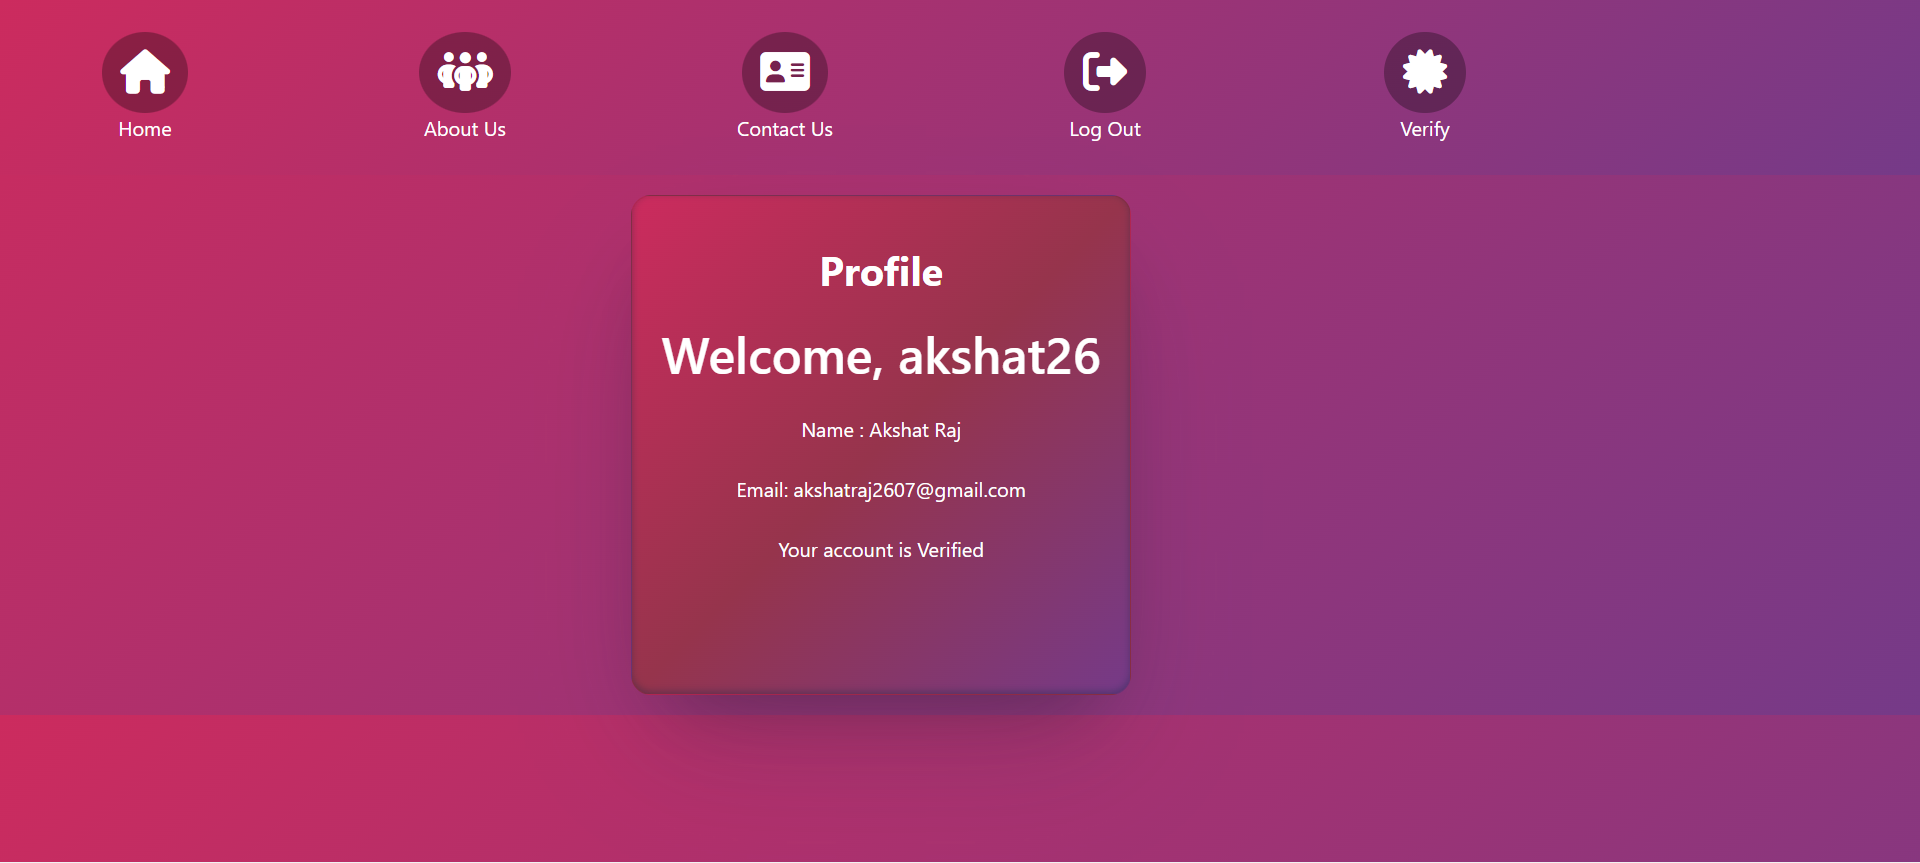 Home
About Us
Contact Us
Log Out
Verify
Profile
Welcome, akshat26
Name : Akshat Raj
Email: akshatraj2607@gmail.com
Your account is Verified